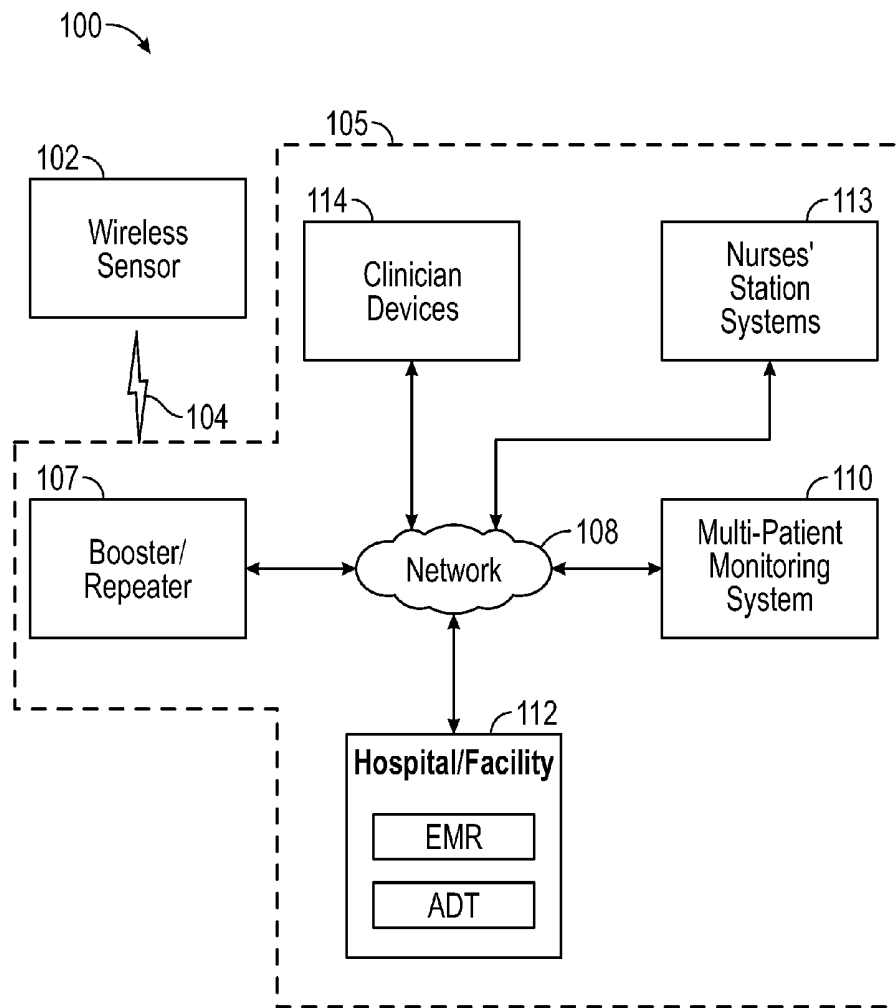 100
105
102
Wireless
Sensor
114
Clinician
Devices
113
Nurses'
Station
Systems
104
107
Booster/
Repeater
108
Network
110
Multi-Patient
Monitoring
System
112
Hospital/Facility
EMR
ADT